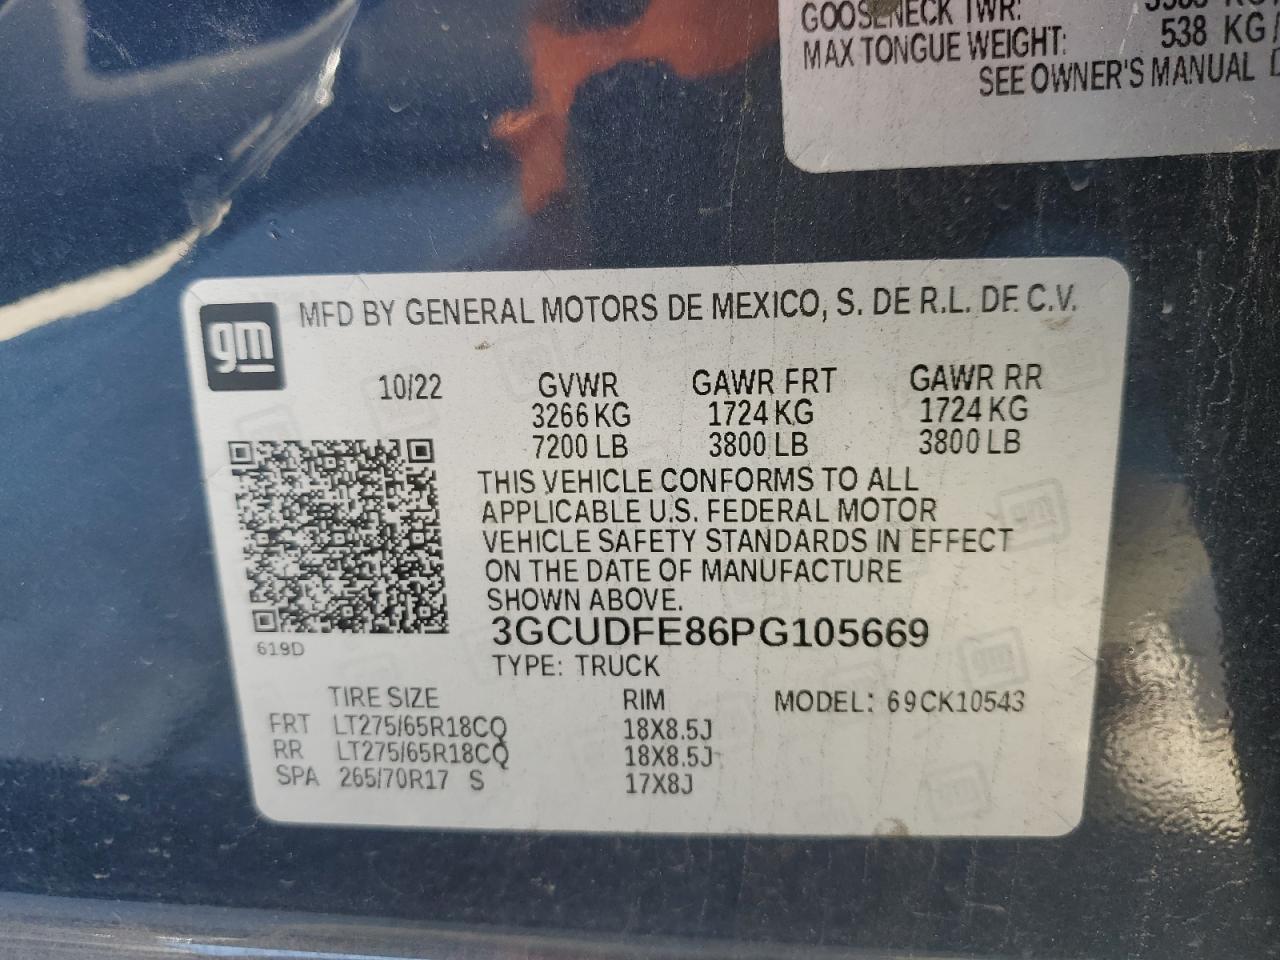 GOOSENECK TWR:
MAX TONGUE WEIGHT: 538 KG
SEE OWNER'S MANUAL
gm
MFD BY GENERAL MOTORS DE MEXICO, S. DE R.L. DE C.V.
10/22 GVWR GAWR FRT GAWR RR
3266 KG 1724 KG 1724 KG
7200 LB 3800 LB 3800 LB
THIS VEHICLE CONFORMS TO ALL
APPLICABLE U.S. FEDERAL MOTOR
VEHICLE SAFETY STANDARDS IN EFFECT
ON THE DATE OF MANUFACTURE
SHOWN ABOVE.
3GCUDFE86PG105669
619D
TYPE: TRUCK
TIRE SIZE RIM MODEL: 69CK10543
FRT LT275/65R18CQ 18X8.5J
RR LT275/65R18CQ 18X8.5J
SPA 265/70R17 S 17X8J